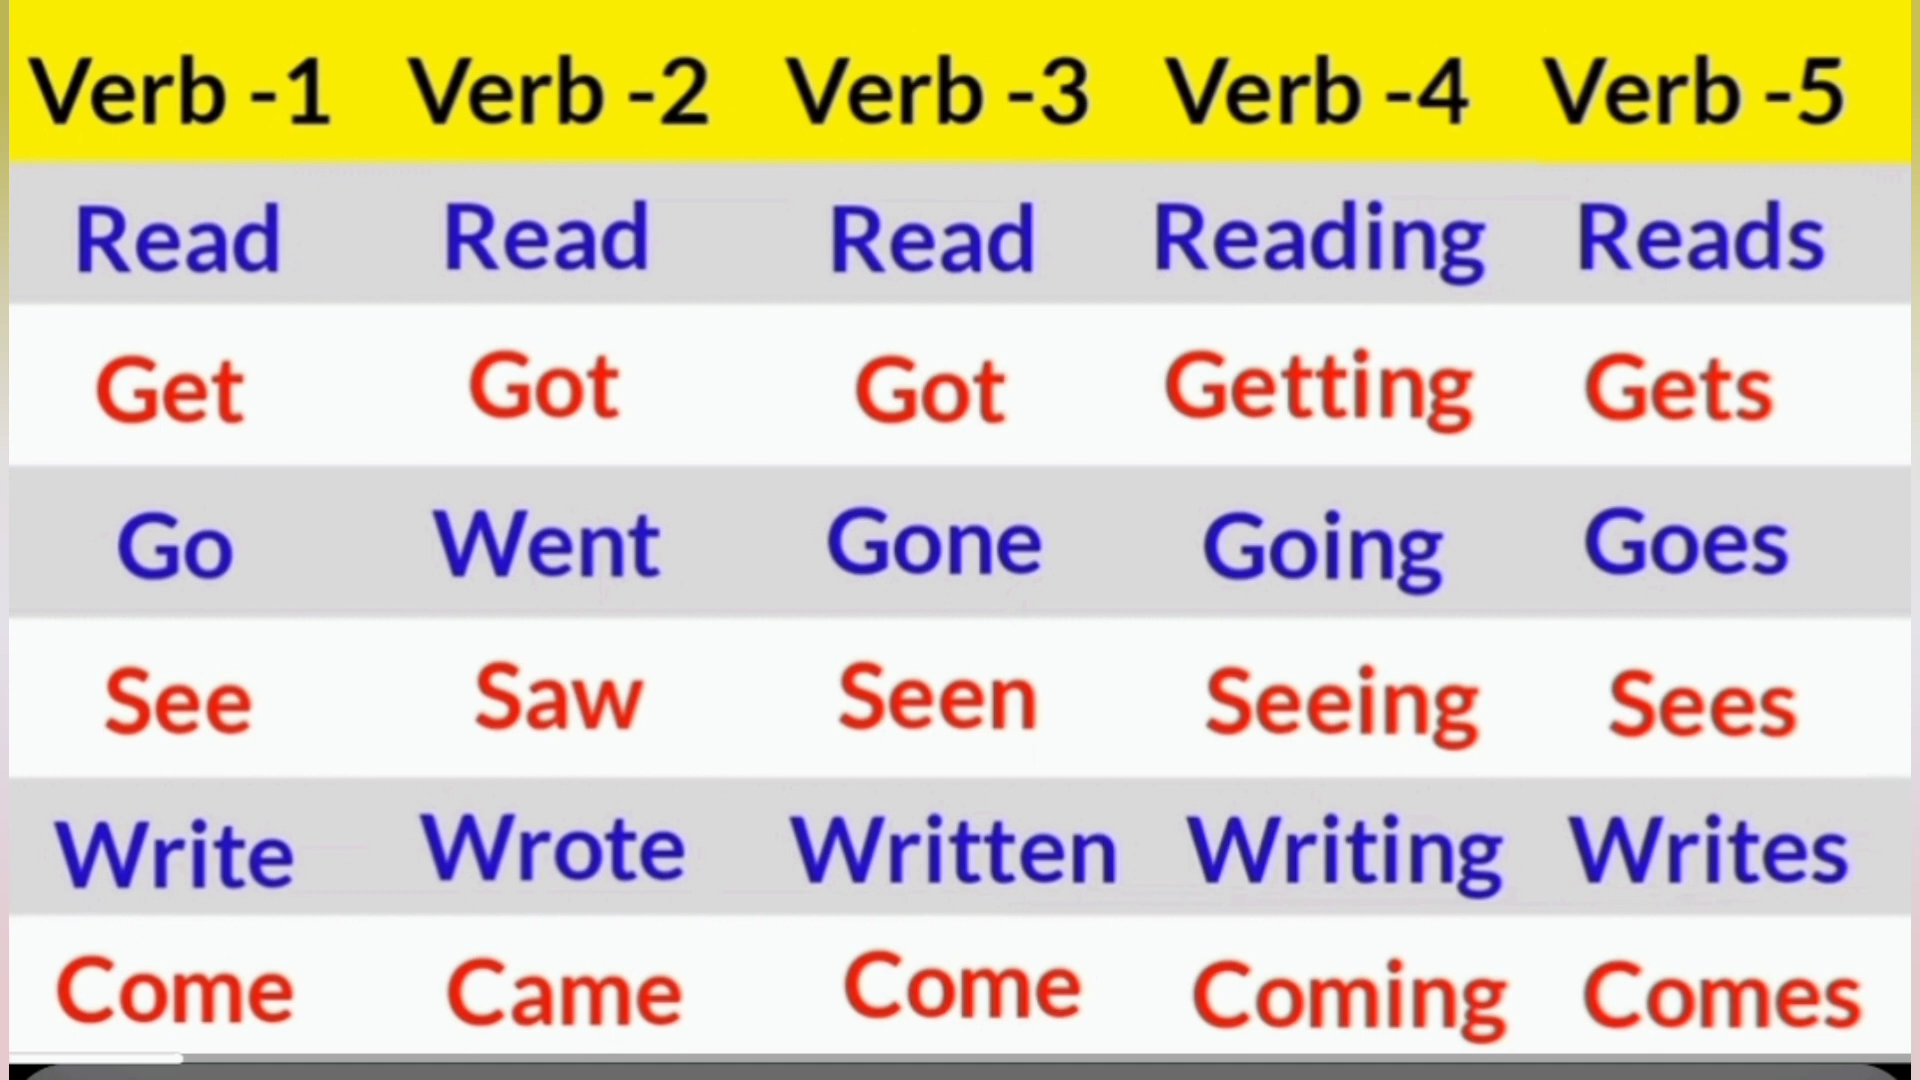 Verb -1 Verb -2 Verb -3 Verb -4 Verb -5
Read Read Read Reading Reads
Get Got Got Getting Gets
Go Went Gone Going Goes
See Saw Seen Seeing Sees
Write Wrote Written Writing Writes
Come Came Come Coming Comes